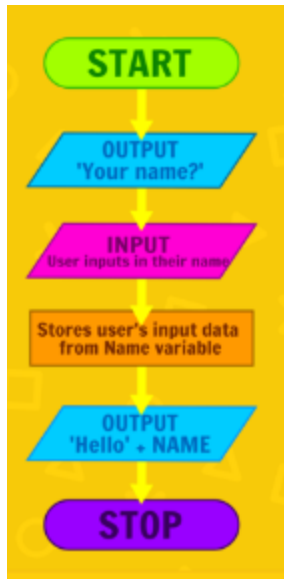 START
OUTPUT
'Your name?'
INPUT
User inputs in their name
Stores user's input data
from Name variable
OUTPUT
'Hello' + NAME
STOP